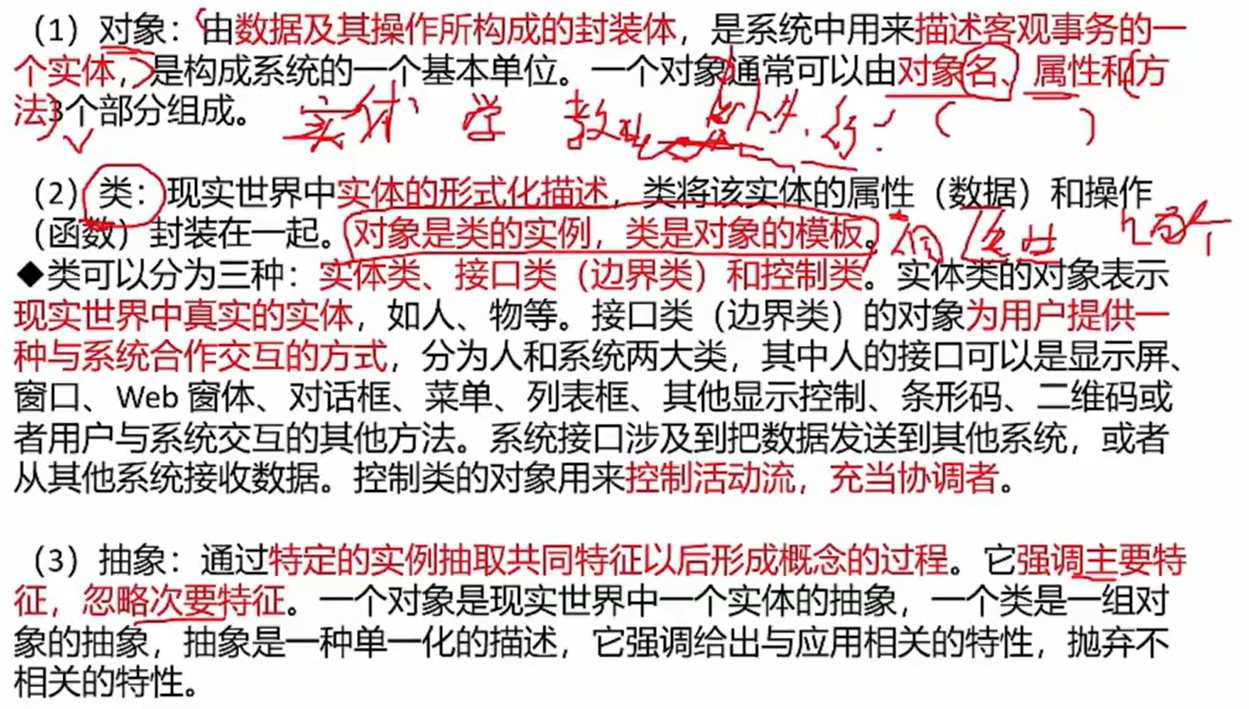 （1）对象：由数据及其操作所构成的封装体，是系统中用来描述客观事务的一
个实体，是构成系统的一个基本单位。一个对象通常可以由对象名、属性和方
法3个部分组成。
实体 学
（2）类：现实世界中实体的形式化描述，类将该实体的属性（数据）和操作
（函数）封装在一起。对象是类的实例，类是对象的模板。
◆类可以分为三种：实体类、接口类（边界类）和控制类。实体类的对象表示
现实世界中真实的实体，如人、物等。接口类（边界类）的对象为用户提供一
种与系统合作交互的方式，分为人和系统两大类，其中人的接口可以是显示屏、
窗口、Web 窗体、对话框、菜单、列表框、其他显示控制、条形码、二维码或
者用户与系统交互的其他方法。系统接口涉及到把数据发送到其他系统，或者
从其他系统接收数据。控制类的对象用来控制活动流，充当协调者。
（3）抽象：通过特定的实例抽取共同特征以后形成概念的过程。它强调主要特
征，忽略次要特征。一个对象是现实世界中一个实体的抽象，一个类是一组对
象的抽象，抽象是一种单一化的描述，它强调给出与应用相关的特性，抛弃不
相关的特性。